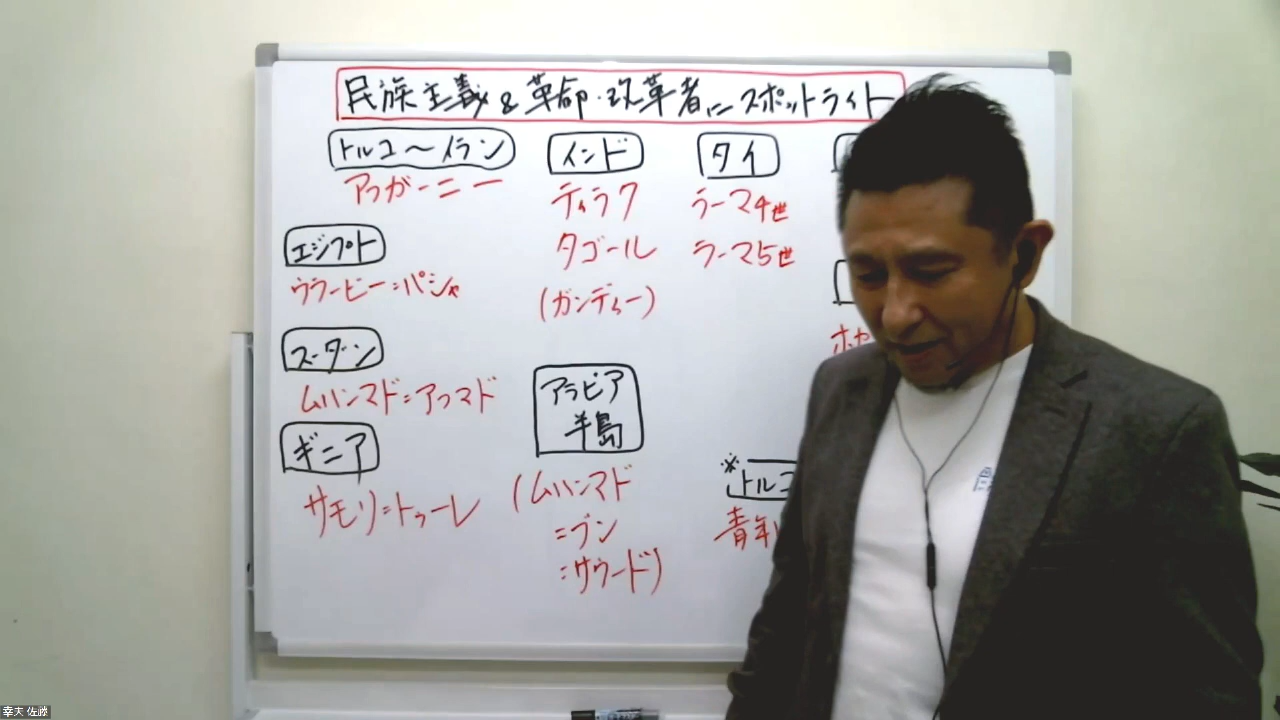 民族主義&革命・改革者にスポットライト
トルコ〜イラン
アフガーニー
エジプト
ウラービー=パシャ
スーダン
ムハンマド=アフマド
ギニア
サモリ=トゥーレ
インド
ティラク
タゴール
(ガンディー)
アラビア
半島
(ムハンマド
=ブン
=サウード)
タイ
ラーマ4世
ラーマ5世
ホセ
※トルコ
青年
幸夫 佐藤